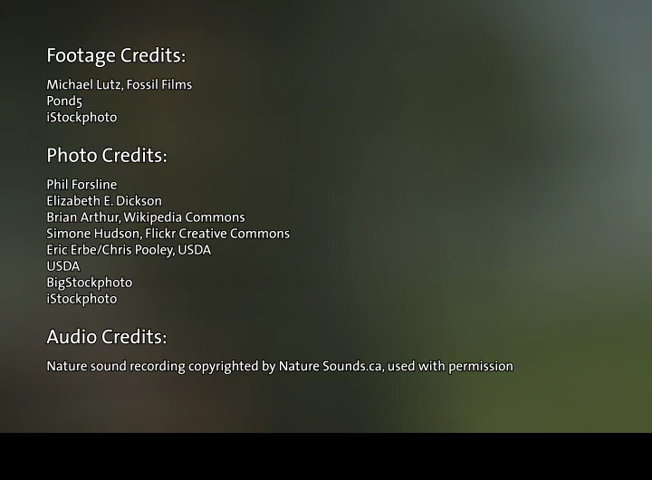 Footage Credits:
Michael Lutz, Fossil Films
Pond5
iStockphoto
Photo Credits:
Phil Forsline
Elizabeth E. Dickson
Brian Arthur, Wikipedia Commons
Simone Hudson, Flickr Creative Commons
Eric Erbe/Chris Pooley, USDA
USDA
BigStockphoto
iStockphoto
Audio Credits:
Nature sound recording copyrighted by Nature Sounds.ca, used with permission